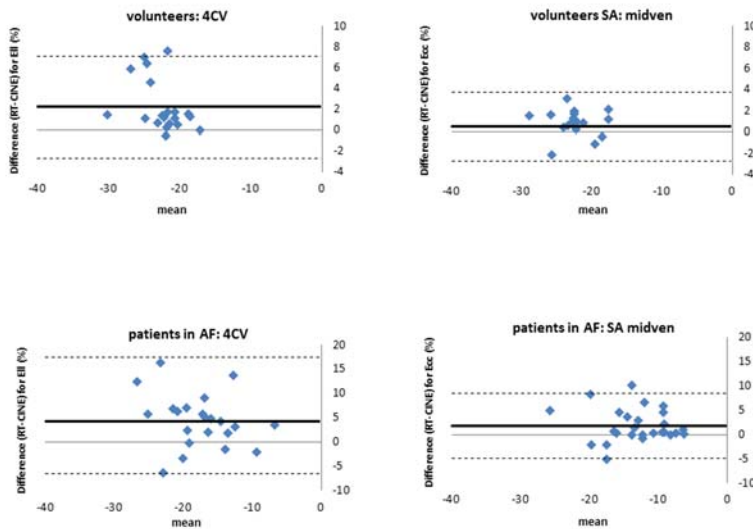 volunteers: 4CV
Difference (RT-CINE) for Ell (%)
10
8
6
4
2
0
-2
-4
-40 -30 -20 -10 0
mean
volunteers SA: midven
Difference (RT-CINE) for Ecc (%)
10
8
6
4
2
0
-2
-4
-40 -30 -20 -10 0
mean
patients in AF: 4CV
Difference (RT-CINE) for Ell (%)
20
15
10
5
0
-5
-10
-40 -30 -20 -10 0
mean
patients in AF: SA midven
Difference (RT-CINE) for Ecc (%)
20
15
10
5
0
-5
-10
-40 -30 -20 -10 0
mean